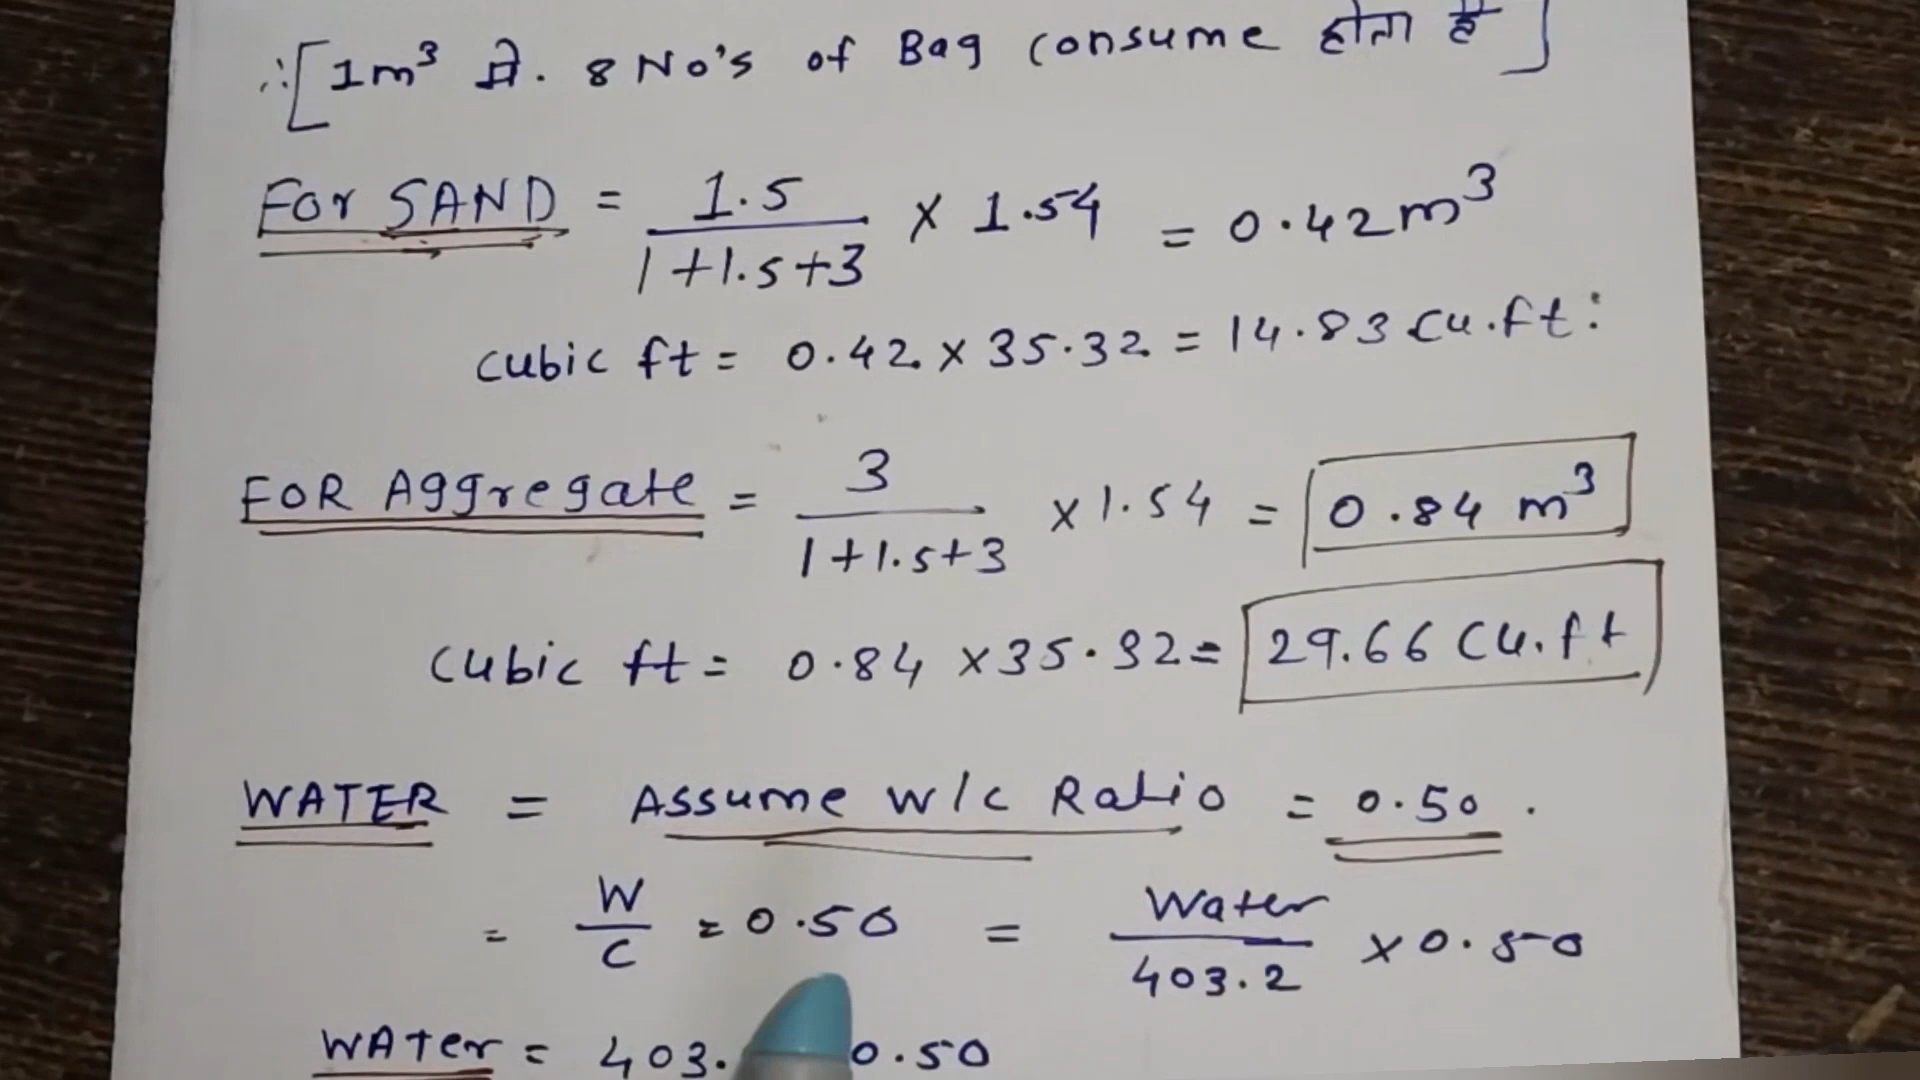 ∴ [1m³ मे. 8 No's of Bag consume होता है]
FOR SAND = 1.5 / 1+1.5+3 × 1.54 = 0.42 m³
cubic ft = 0.42 × 35.32 = 14.83 cu.ft:
FOR Aggregate = 3 / 1+1.5+3 × 1.54 = 0.84 m³
cubic ft = 0.84 × 35.32 = 29.66 cu.ft
WATER = Assume w/c Ratio = 0.50.
= W/C = 0.50 = Water / 403.2 × 0.50
WATer = 403. 0.50